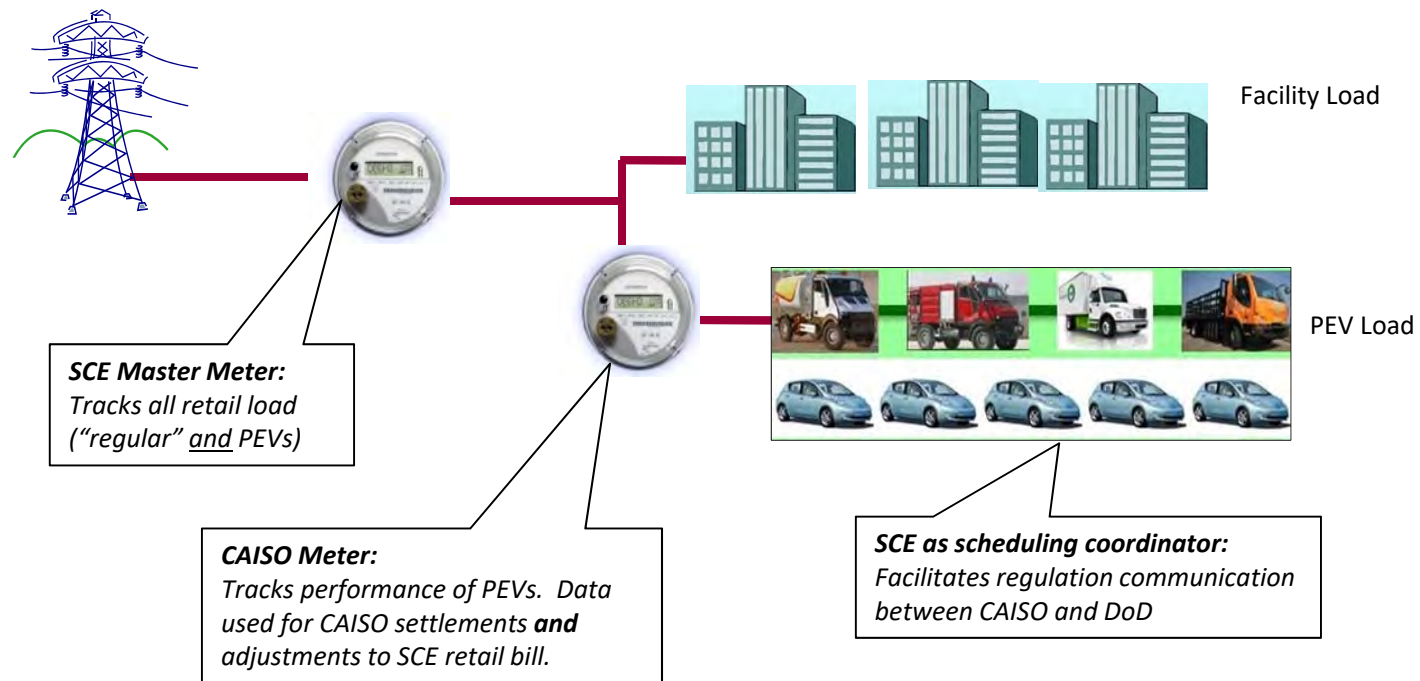 Facility Load
PEV Load
SCE Master Meter:
Tracks all retail load
(“regular” and PEVs)
CAISO Meter:
Tracks performance of PEVs. Data
used for CAISO settlements and
adjustments to SCE retail bill.
SCE as scheduling coordinator:
Facilitates regulation communication
between CAISO and DoD